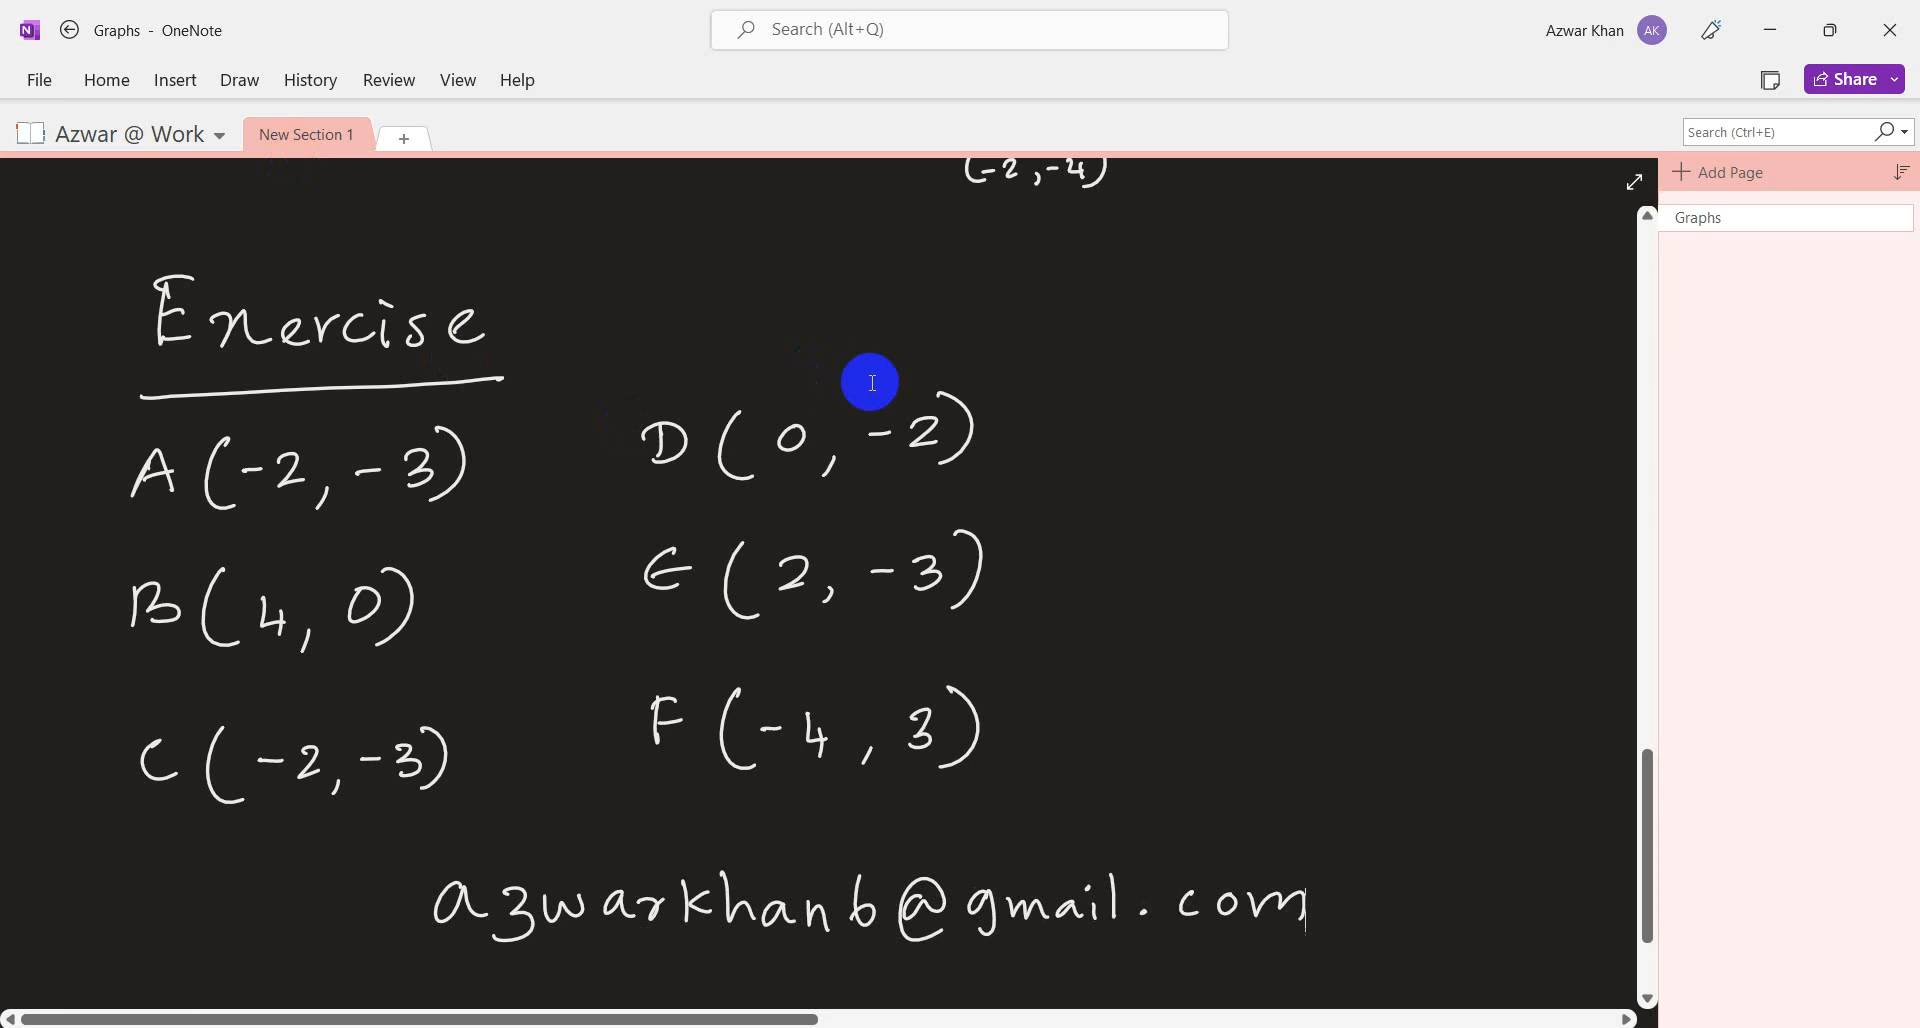 Graphs - OneNote
Search (Alt+Q)
Azwar Khan
AK
File Home Insert Draw History Review View Help
Share
Azwar @ Work
New Section 1
+
Search (Ctrl+E)
Add Page
Graphs
(-2, -4)
Exercise
A(-2, -3)
D(0, -2)
B(4, 0)
E(2, -3)
C(-2, -3)
F(-4, 3)
azwarkhanb@gmail.com